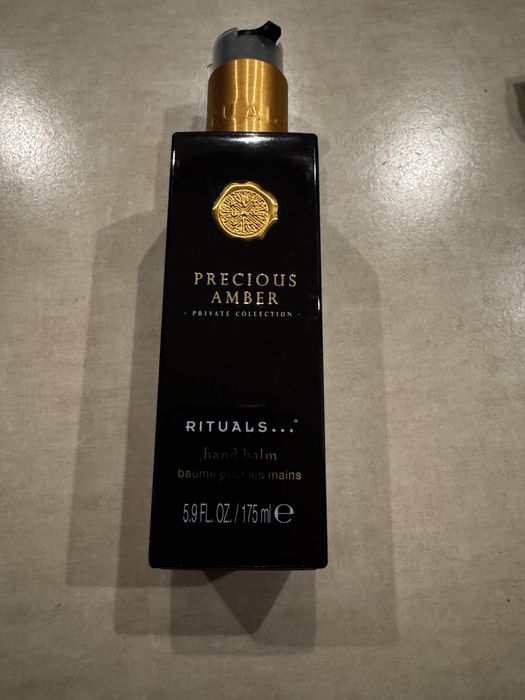 PRECIOUS
AMBER
· PRIVATE COLLECTION ·
RITUALS...®
hand balm
baume pour les mains
5.9 FL. OZ. / 175 ml ℮